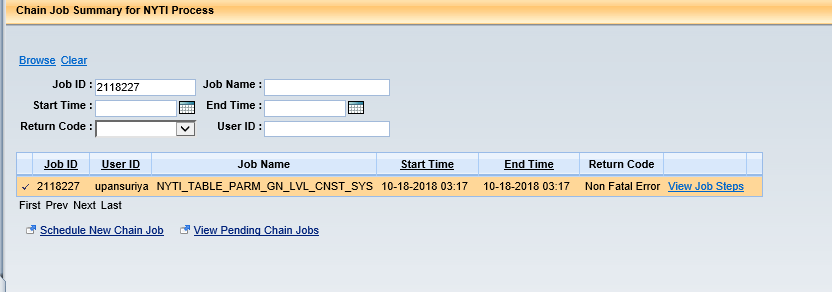 Chain Job Summary for NYTI Process
Browse Clear
Job ID : 2118227 Job Name :
Start Time : End Time :
Return Code : User ID :
Job ID User ID Job Name Start Time End Time Return Code
✓ 2118227 upansuriya NYTI_TABLE_PARM_GN_LVL_CNST_SYS 10-18-2018 03:17 10-18-2018 03:17 Non Fatal Error View Job Steps
First Prev Next Last
Schedule New Chain Job View Pending Chain Jobs